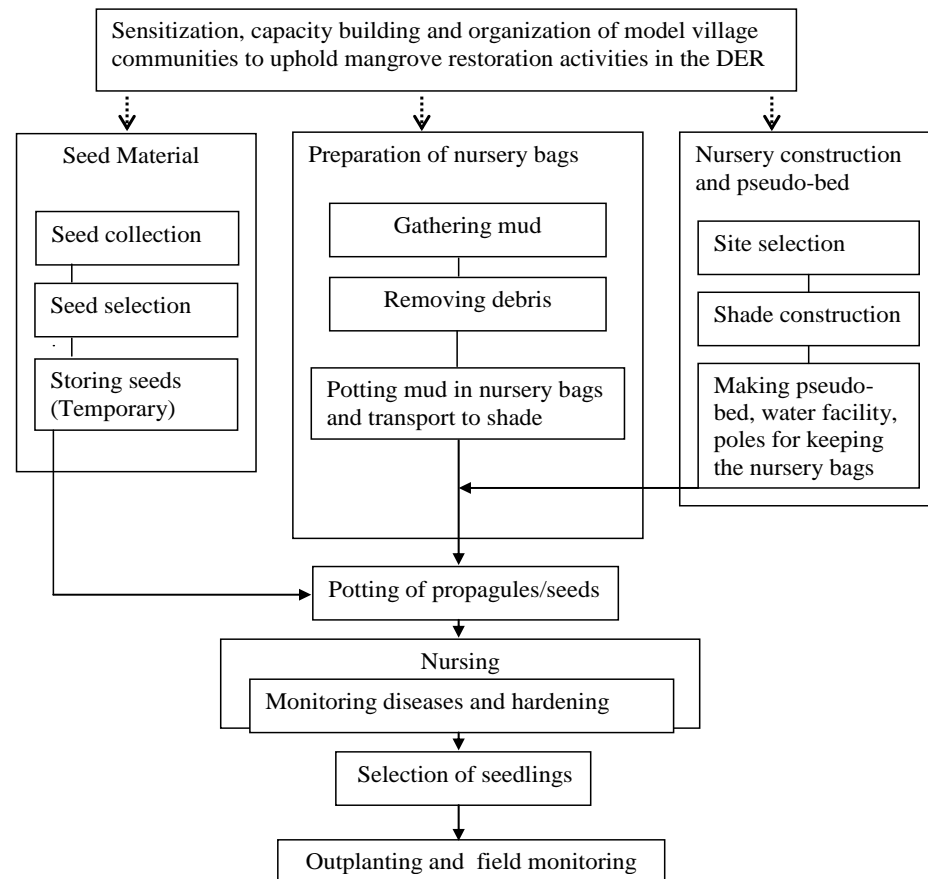 Sensitization, capacity building and organization of model village
communities to uphold mangrove restoration activities in the DER
Seed Material
Seed collection
Seed selection
Storing seeds
(Temporary)
Preparation of nursery bags
Gathering mud
Removing debris
Potting mud in nursery bags
and transport to shade
Nursery construction
and pseudo-bed
Site selection
Shade construction
Making pseudo-
bed, water facility,
poles for keeping
the nursery bags
Potting of propagules/seeds
Nursing
Monitoring diseases and hardening
Selection of seedlings
Outplanting and field monitoring